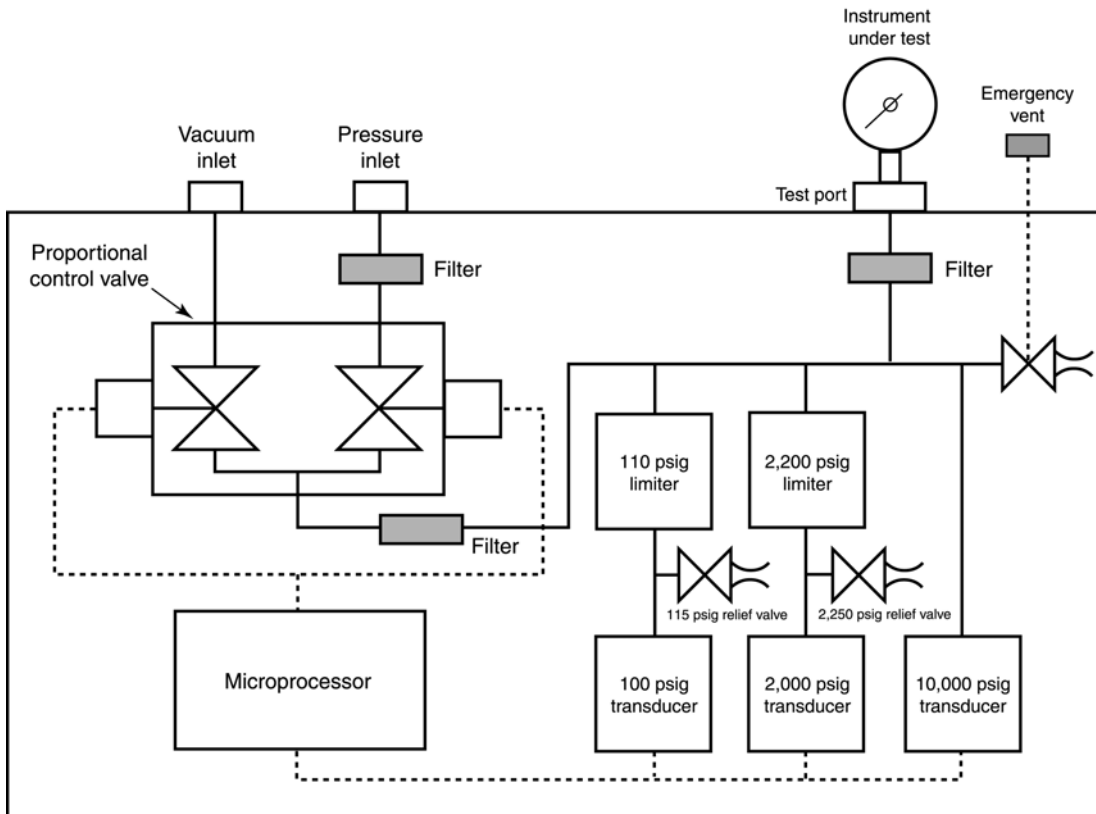 Instrument
under test
Emergency
vent
Vacuum
inlet
Pressure
inlet
Test port
Proportional
control valve
Filter
Filter
110 psig
limiter
2,200 psig
limiter
Filter
115 psig relief valve
2,250 psig relief valve
Microprocessor
100 psig
transducer
2,000 psig
transducer
10,000 psig
transducer